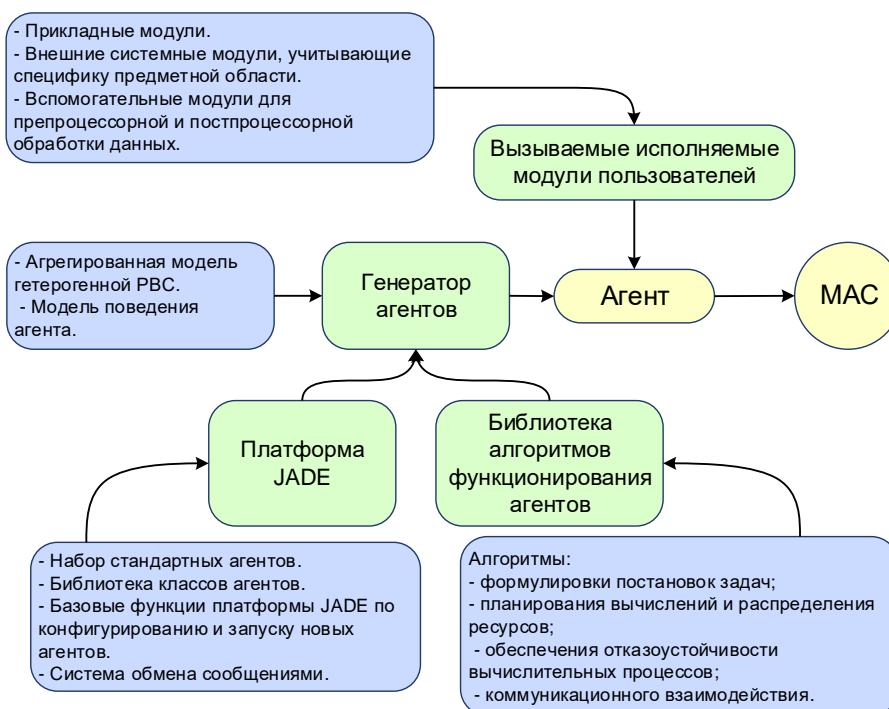 - Прикладные модули.
- Внешние системные модули, учитывающие
специфику предметной области.
- Вспомогательные модули для
препроцессорной и постпроцессорной
обработки данных.
Вызываемые исполняемые
модули пользователей
- Агрегированная модель
гетерогенной РВС.
- Модель поведения
агента.
Генератор
агентов
Агент
МАС
Платформа
JADE
Библиотека
алгоритмов
функционирования
агентов
- Набор стандартных агентов.
- Библиотека классов агентов.
- Базовые функции платформы JADE по
конфигурированию и запуску новых
агентов.
- Система обмена сообщениями.
Алгоритмы:
- формулировки постановок задач;
- планирования вычислений и распределения
ресурсов;
- обеспечения отказоустойчивости
вычислительных процессов;
- коммуникационного взаимодействия.